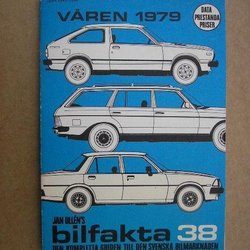 VÅREN 1979
DATA
PRESTANDA
PRISER
JAN ULLÉN'S
bilfakta 38
DEN KOMPLETTA GUIDEN TILL DEN SVENSKA BILMARKNADEN